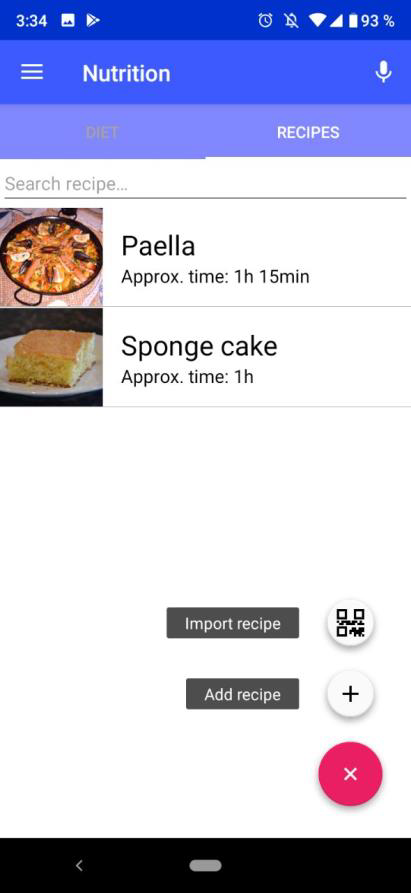 3:34
93 %
Nutrition
DIET
RECIPES
Search recipe...
Paella
Approx. time: 1h 15min
Sponge cake
Approx. time: 1h
Import recipe
Add recipe